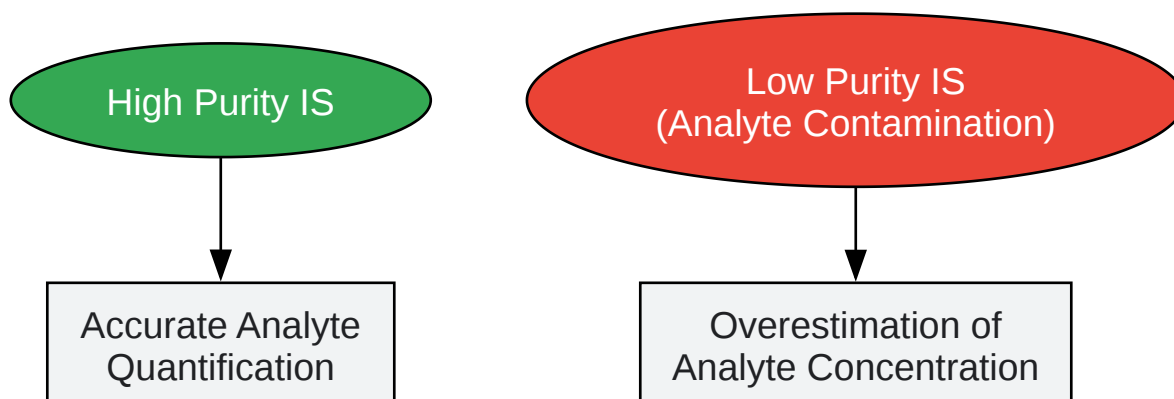 High Purity IS
Low Purity IS
(Analyte Contamination)
Accurate Analyte
Quantification
Overestimation of
Analyte Concentration